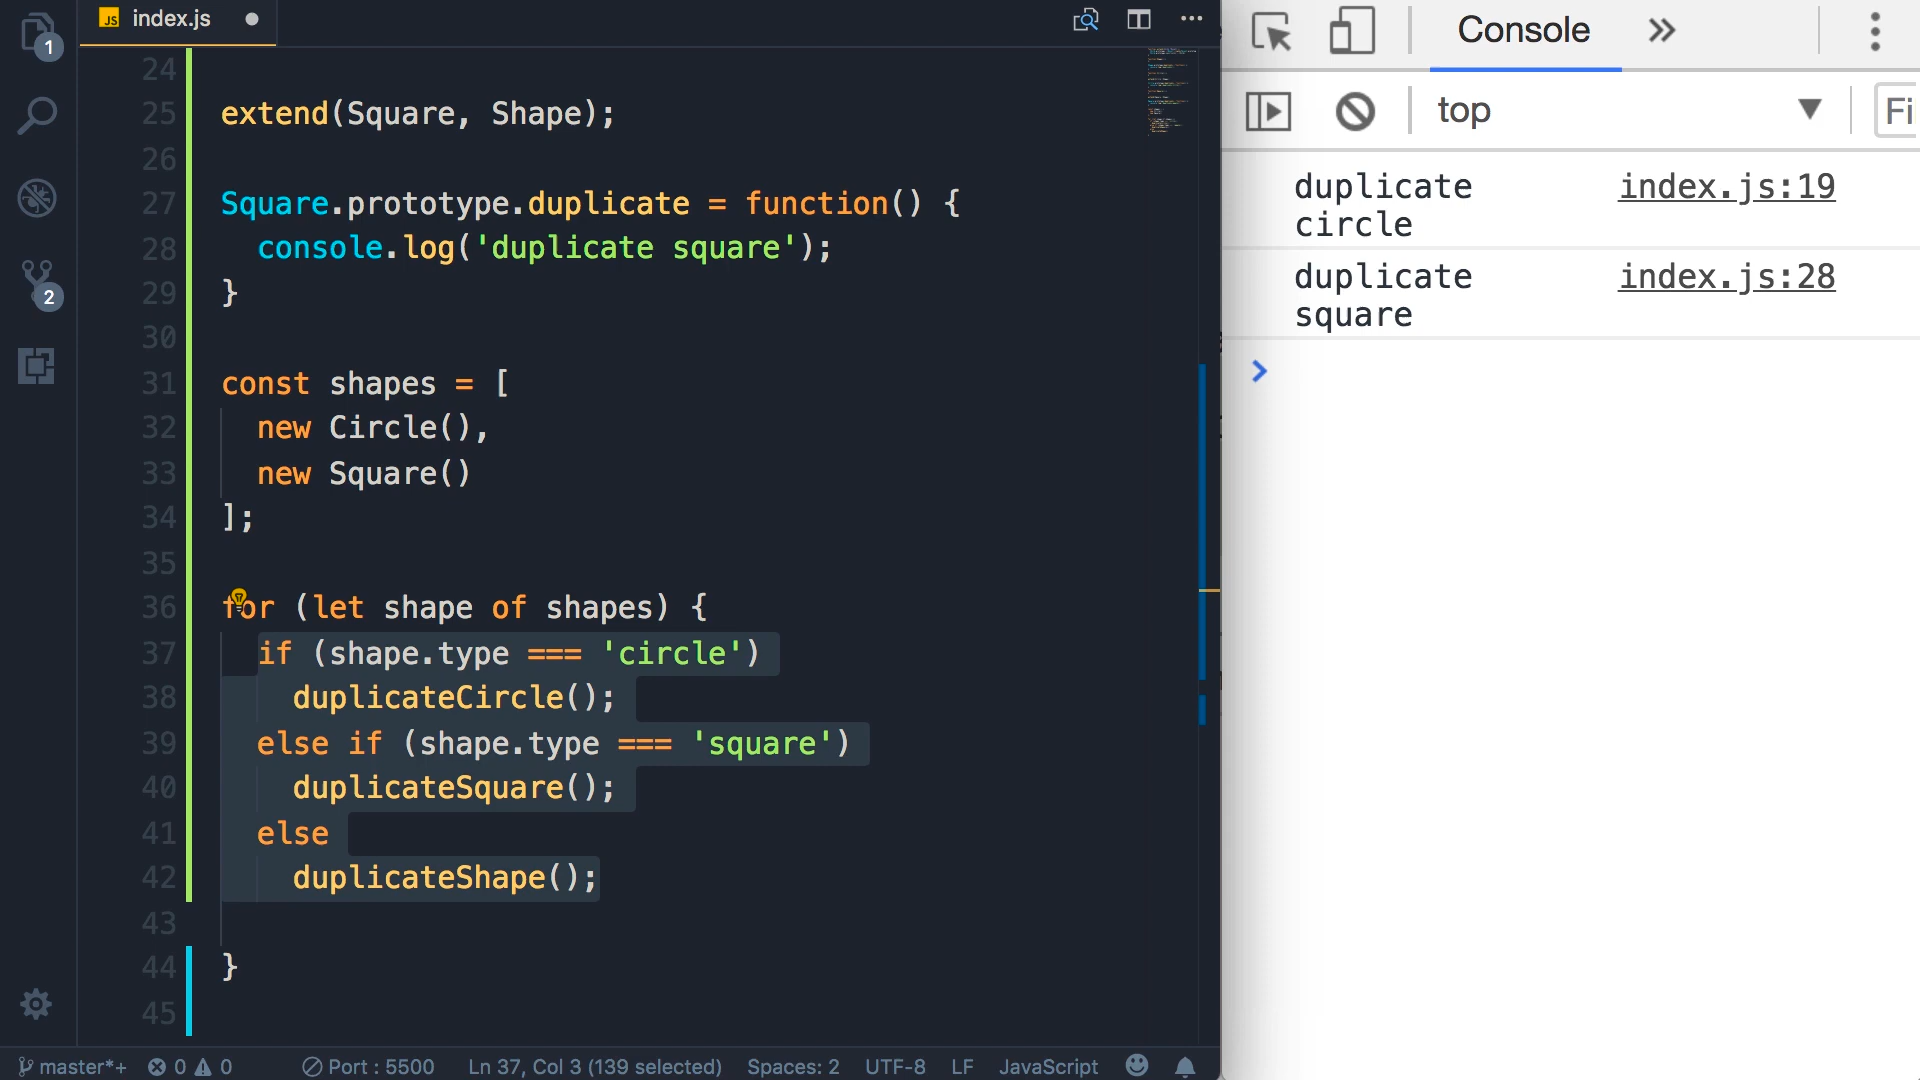 1
JS index.js
24
25 extend(Square, Shape);
26
27 Square.prototype.duplicate = function() {
28 console.log('duplicate square');
29 }
30
31 const shapes = [
32 new Circle(),
33 new Square()
34 ];
35
36 for (let shape of shapes) {
37 if (shape.type === 'circle')
38 duplicateCircle();
39 else if (shape.type === 'square')
40 duplicateSquare();
41 else
42 duplicateShape();
43
44 }
45
2
master*+ 0 0 Port : 5500 Ln 37, Col 3 (139 selected) Spaces: 2 UTF-8 LF JavaScript
Console
top Fi
duplicate circle index.js:19
duplicate square index.js:28